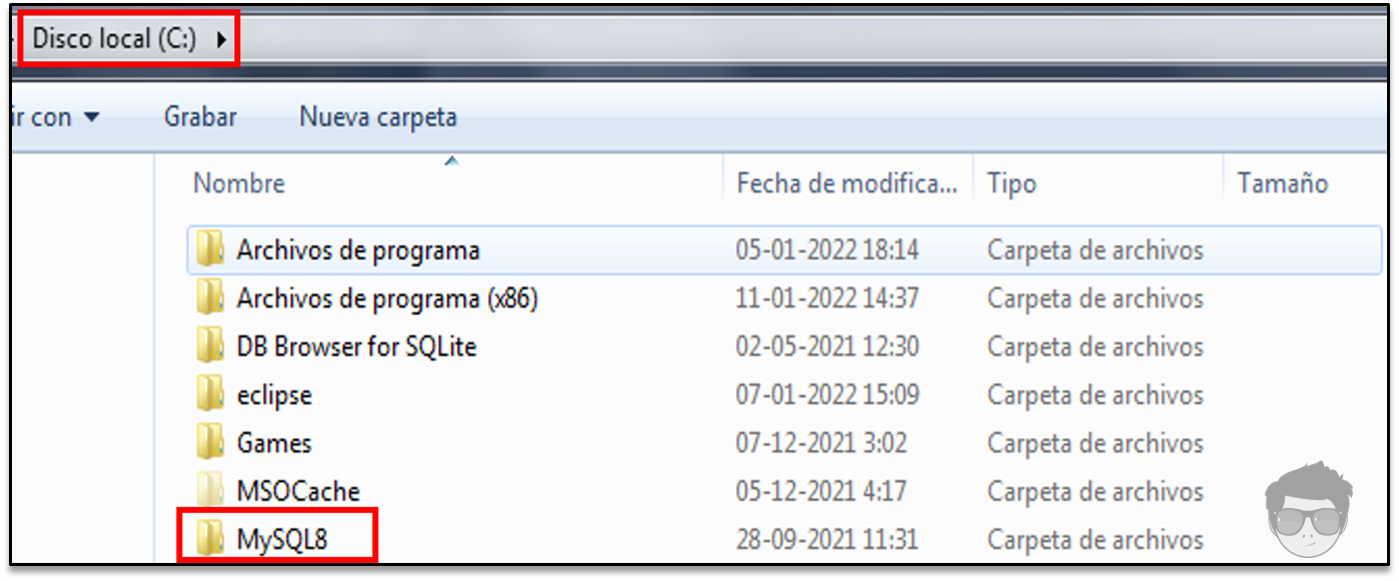 Disco local (C:)
ir con Grabar Nueva carpeta
Nombre Fecha de modifica... Tipo Tamaño
Archivos de programa 05-01-2022 18:14 Carpeta de archivos
Archivos de programa (x86) 11-01-2022 14:37 Carpeta de archivos
DB Browser for SQLite 02-05-2021 12:30 Carpeta de archivos
eclipse 07-01-2022 15:09 Carpeta de archivos
Games 07-12-2021 3:02 Carpeta de archivos
MSOCache 05-12-2021 4:17 Carpeta de archivos
MySQL8 28-09-2021 11:31 Carpeta de archivos